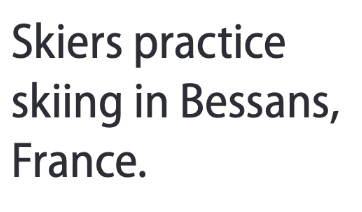 Skiers practice
skiing in Bessans,
France.